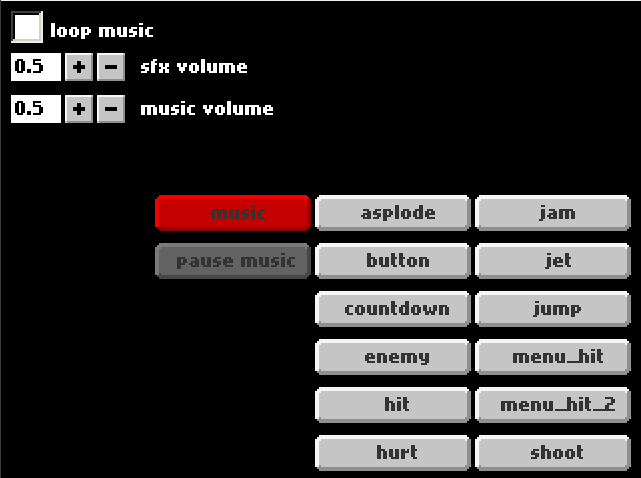 loop music
0.5 + - sfx volume
0.5 + - music volume
music asplode jam
pause music button jet
countdown jump
enemy menu_hit
hit menu_hit_2
hurt shoot